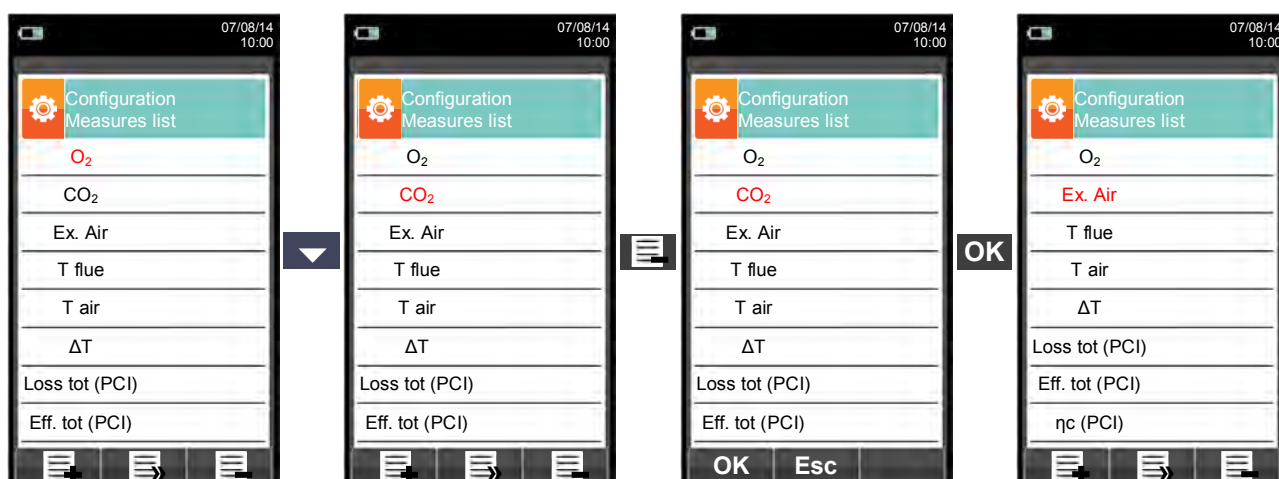 07/08/14
10:00
Configuration
Measures list
O₂
CO₂
Ex. Air
T flue
T air
ΔT
Loss tot (PCI)
Eff. tot (PCI)
07/08/14
10:00
Configuration
Measures list
O₂
CO₂
Ex. Air
T flue
T air
ΔT
Loss tot (PCI)
Eff. tot (PCI)
07/08/14
10:00
Configuration
Measures list
O₂
CO₂
Ex. Air
T flue
T air
ΔT
Loss tot (PCI)
Eff. tot (PCI)
OK Esc
OK
07/08/14
10:00
Configuration
Measures list
O₂
Ex. Air
T flue
T air
ΔT
Loss tot (PCI)
Eff. tot (PCI)
ηc (PCI)